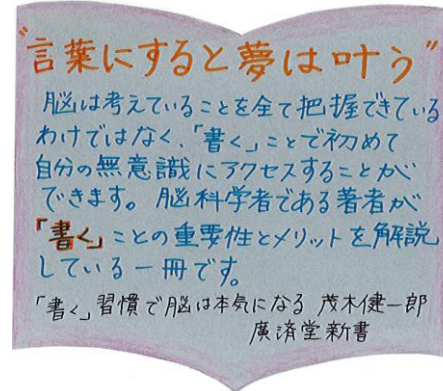 "言葉にすると夢は叶う"
脳は考えていることを全て把握できている
わけではなく、「書く」ことで初めて
自分の無意識にアクセスすることが
できます。脳科学者である著者が
「書く」ことの重要性とメリットを解説
している一冊です。
「書く」習慣で脳は本気になる 茂木健一郎
廣済堂新書